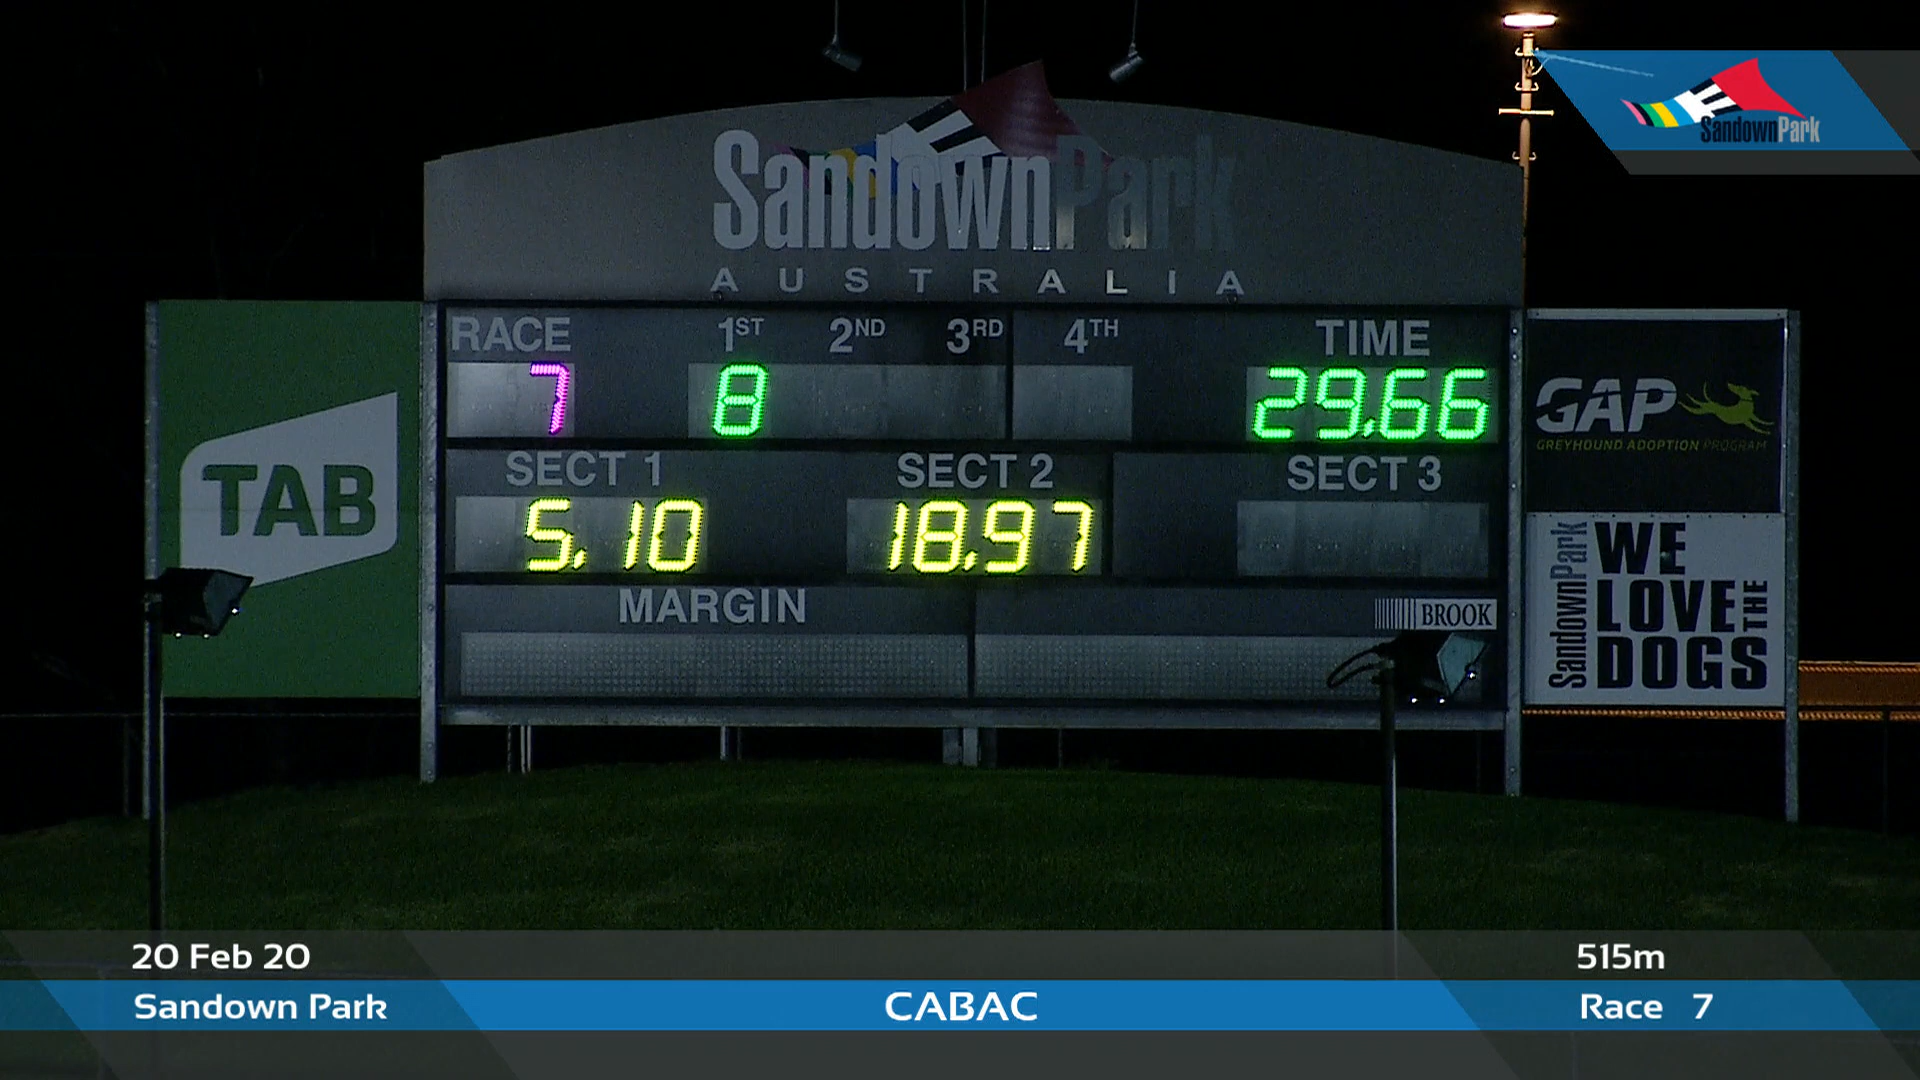 SandownPark
SandownPark
AUSTRALIA
RACE 1ST 2ND 3RD 4TH TIME
7 8 29.66
SECT 1 SECT 2 SECT 3
5.10 18.97
MARGIN
BROOK
TAB
GAP
GREYHOUND ADOPTION PROGRAM
SandownPark
WE
LOVE THE
DOGS
20 Feb 20 515m
Sandown Park CABAC Race 7